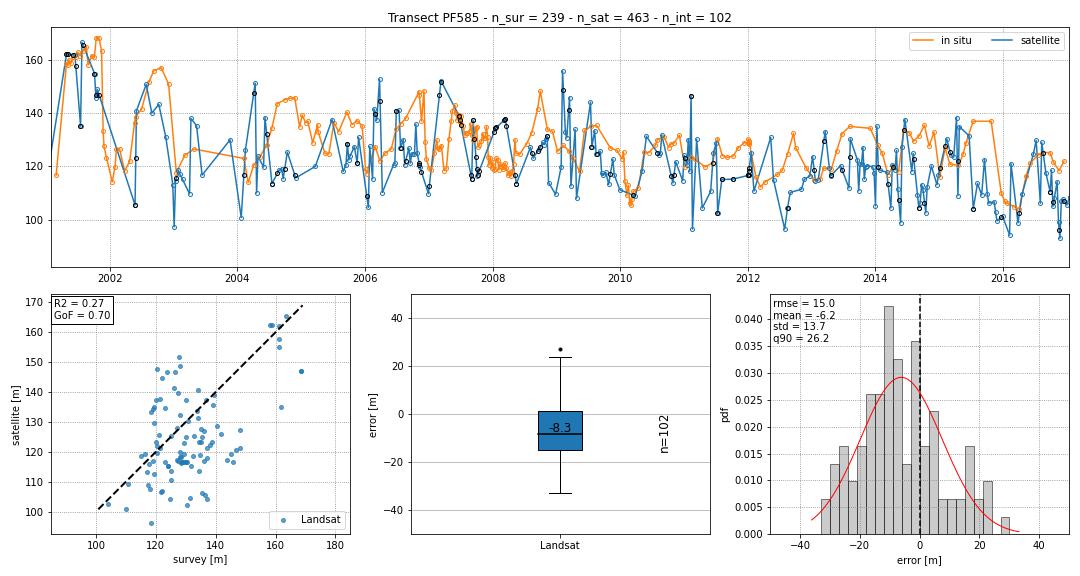 Transect PF585 - n_sur = 239 - n_sat = 463 - n_int = 102
in situ
satellite
160
140
120
100
2002
2004
2006
2008
2010
2012
2014
2016
R2 = 0.27
GoF = 0.70
170
160
150
140
130
120
110
100
satellite [m]
100
120
140
160
180
survey [m]
Landsat
40
20
0
−20
−40
error [m]
-8.3
n=102
Landsat
rmse = 15.0
mean = -6.2
std = 13.7
q90 = 26.2
0.040
0.035
0.030
0.025
0.020
0.015
0.010
0.005
0.000
pdf
−40
−20
0
20
40
error [m]